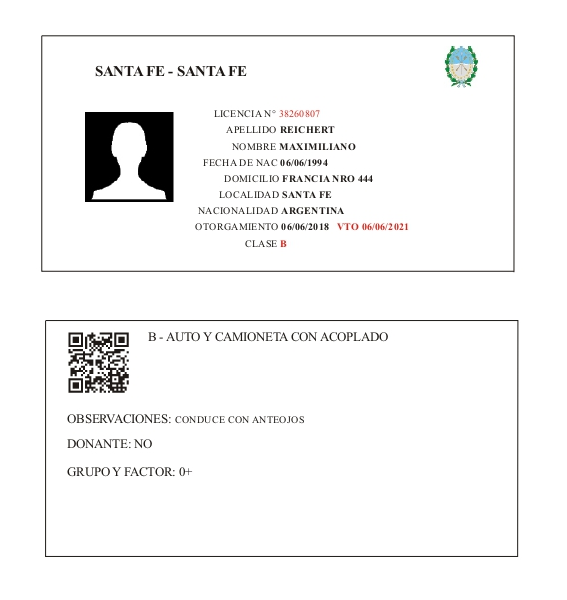 SANTA FE - SANTA FE
LICENCIA N° 38260807
APELLIDO REICHERT
NOMBRE MAXIMILIANO
FECHA DE NAC 06/06/1994
DOMICILIO FRANCIA NRO 444
LOCALIDAD SANTA FE
NACIONALIDAD ARGENTINA
OTORGAMIENTO 06/06/2018 VTO 06/06/2021
CLASE B
B - AUTO Y CAMIONETA CON ACOPLADO
OBSERVACIONES: CONDUCE CON ANTEOJOS
DONANTE: NO
GRUPO Y FACTOR: 0+